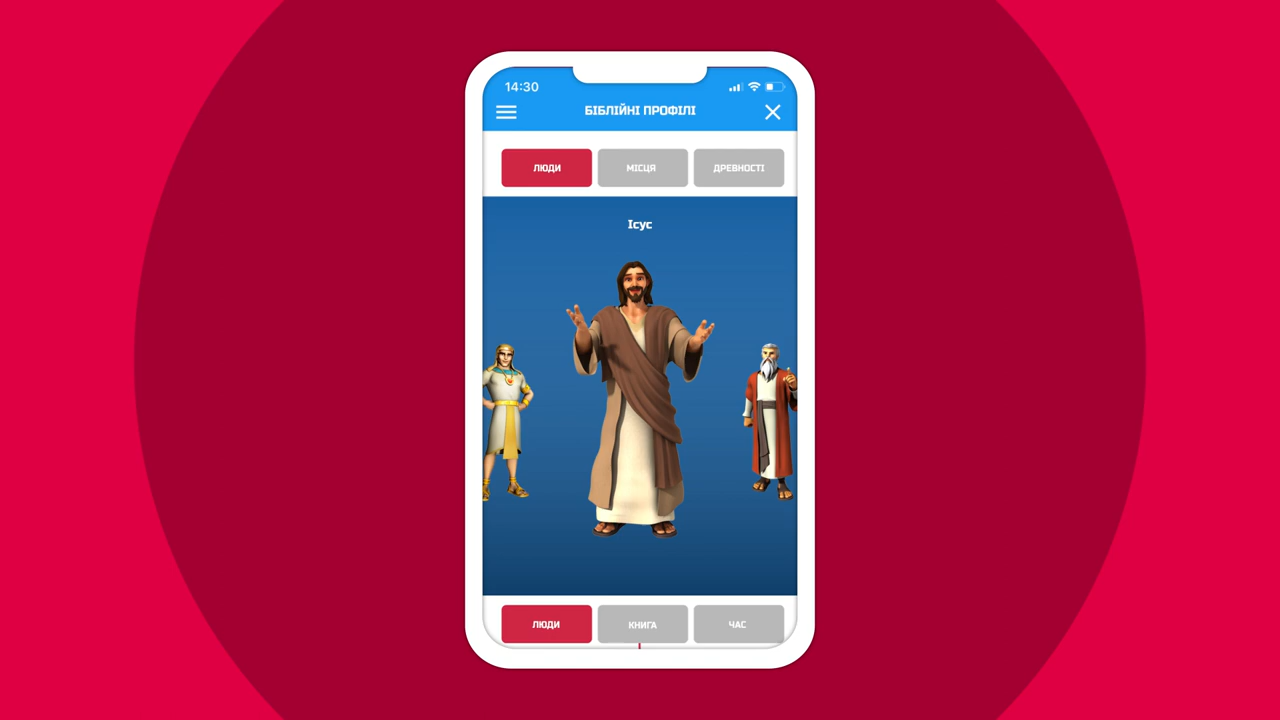 14:30
БІБЛІЙНІ ПРОФІЛІ
ЛЮДИ МІСЦЯ ДРЕВНОСТІ
Ісус
ЛЮДИ КНИГА ЧАС